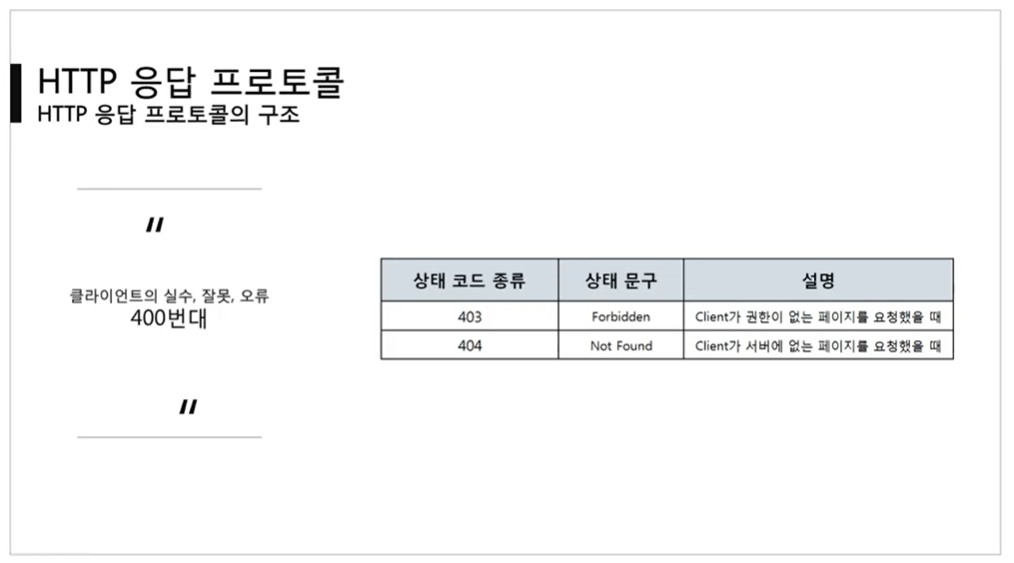 HTTP 응답 프로토콜
HTTP 응답 프로토콜의 구조
"
클라이언트의 실수, 잘못, 오류
400번대
"
상태 코드 종류 상태 문구 설명
403 Forbidden Client가 권한이 없는 페이지를 요청했을 때
404 Not Found Client가 서버에 없는 페이지를 요청했을 때